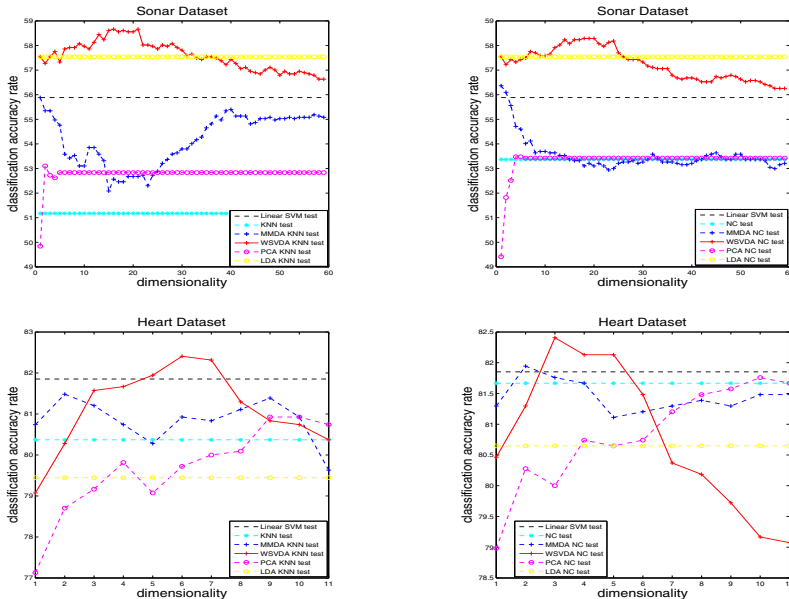 Sonar Dataset
classification accuracy rate
59
58
57
56
55
54
53
52
51
50
49
0 10 20 30 40 50 60
dimensionality
Linear SVM test
KNN test
MMDA KNN test
WSVDA KNN test
PCA KNN test
LDA KNN test
Sonar Dataset
classification accuracy rate
59
58
57
56
55
54
53
52
51
50
49
0 10 20 30 40 50 60
dimensionality
Linear SVM test
NC test
MMDA NC test
WSVDA NC test
PCA NC test
LDA NC test
Heart Dataset
classification accuracy rate
83
82
81
80
79
78
77
1 2 3 4 5 6 7 8 9 10 11
dimensionality
Linear SVM test
KNN test
MMDA KNN test
WSVDA KNN test
PCA KNN test
LDA KNN test
Heart Dataset
classification accuracy rate
82.5
82
81.5
81
80.5
80
79.5
79
78.5
1 2 3 4 5 6 7 8 9 10 11
dimensionality
Linear SVM test
NC test
MMDA NC test
WSVDA NC test
PCA NC test
LDA NC test